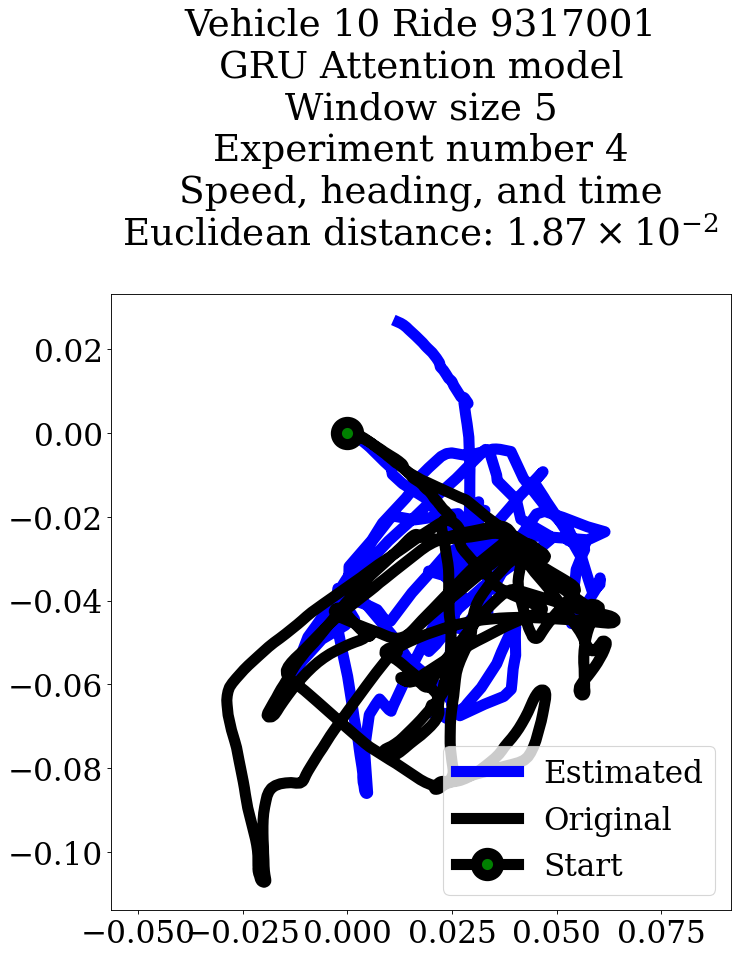 Vehicle 10 Ride 9317001
GRU Attention model
Window size 5
Experiment number 4
Speed, heading, and time
Euclidean distance: 1.87 × 10⁻²
0.02
0.00
−0.02
−0.04
−0.06
−0.08
−0.10
Estimated
Original
Start
−0.050 −0.025 0.000 0.025 0.050 0.075